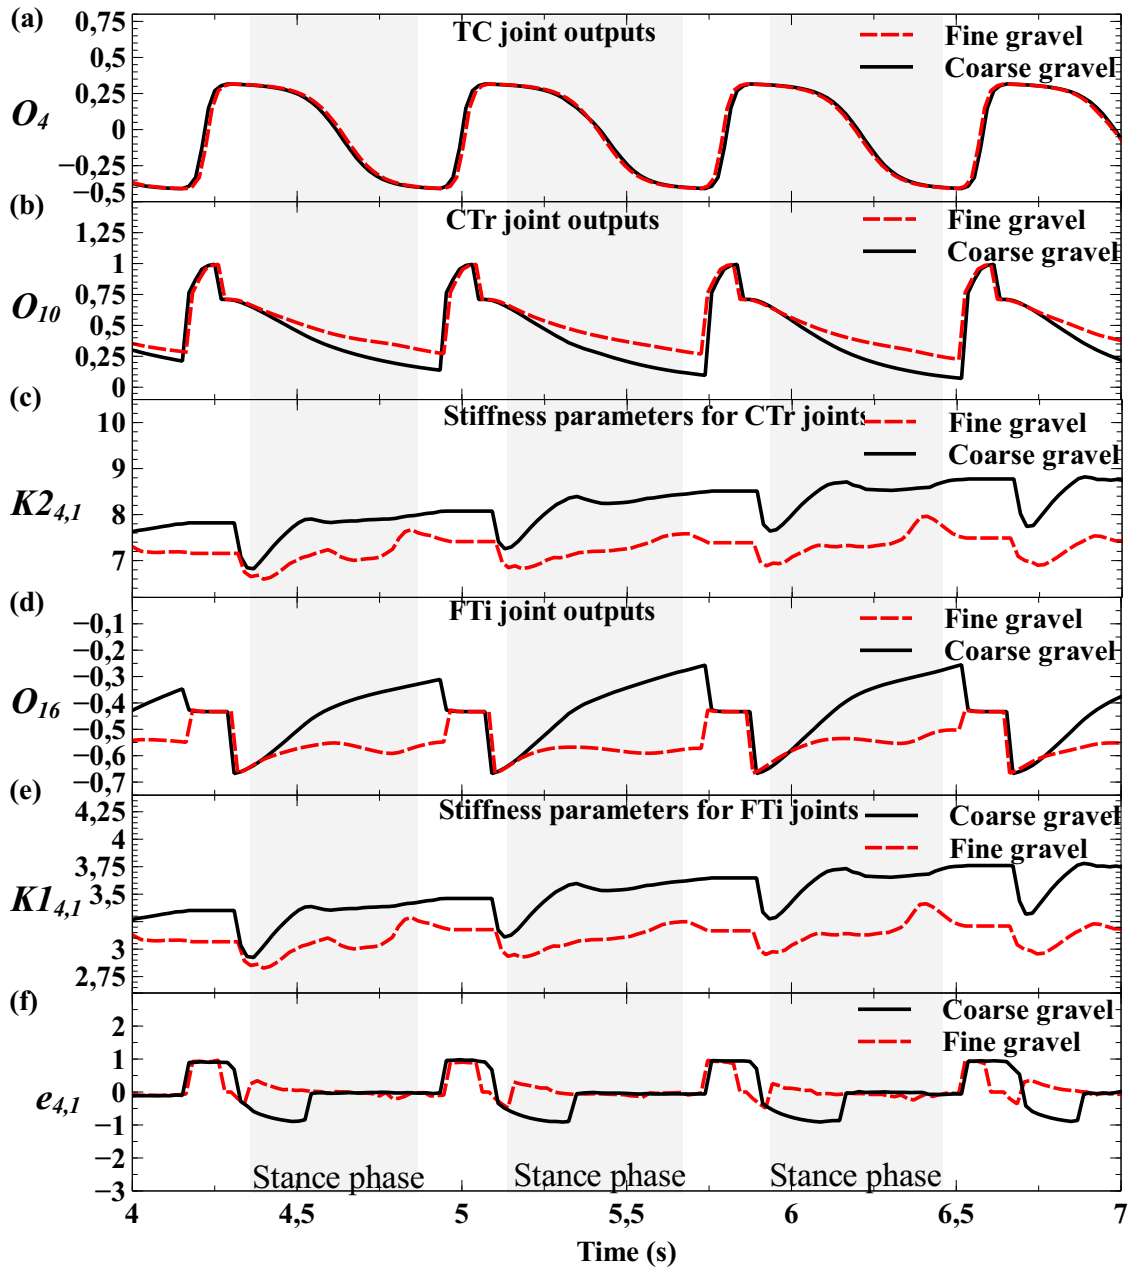 (a)
TC joint outputs
Fine gravel
Coarse gravel
0,75
0,5
0,25
0
−0,25
−0,5
O4
(b)
CTr joint outputs
Fine gravel
Coarse gravel
1,25
1
0,75
0,5
0,25
0
O10
(c)
Stiffness parameters for CTr joints
Fine gravel
Coarse gravel
10
9
8
7
K24,1
(d)
FTi joint outputs
Fine gravel
Coarse gravel
−0,1
−0,2
−0,3
−0,4
−0,5
−0,6
−0,7
O16
(e)
Stiffness parameters for FTi joints
Coarse gravel
Fine gravel
4,25
4
3,75
3,5
3
2,75
K14,1
(f)
Coarse gravel
Fine gravel
2
1
0
−1
−2
−3
e4,1
Stance phase
Stance phase
Stance phase
4
4,5
5
5,5
6
6,5
7
Time (s)